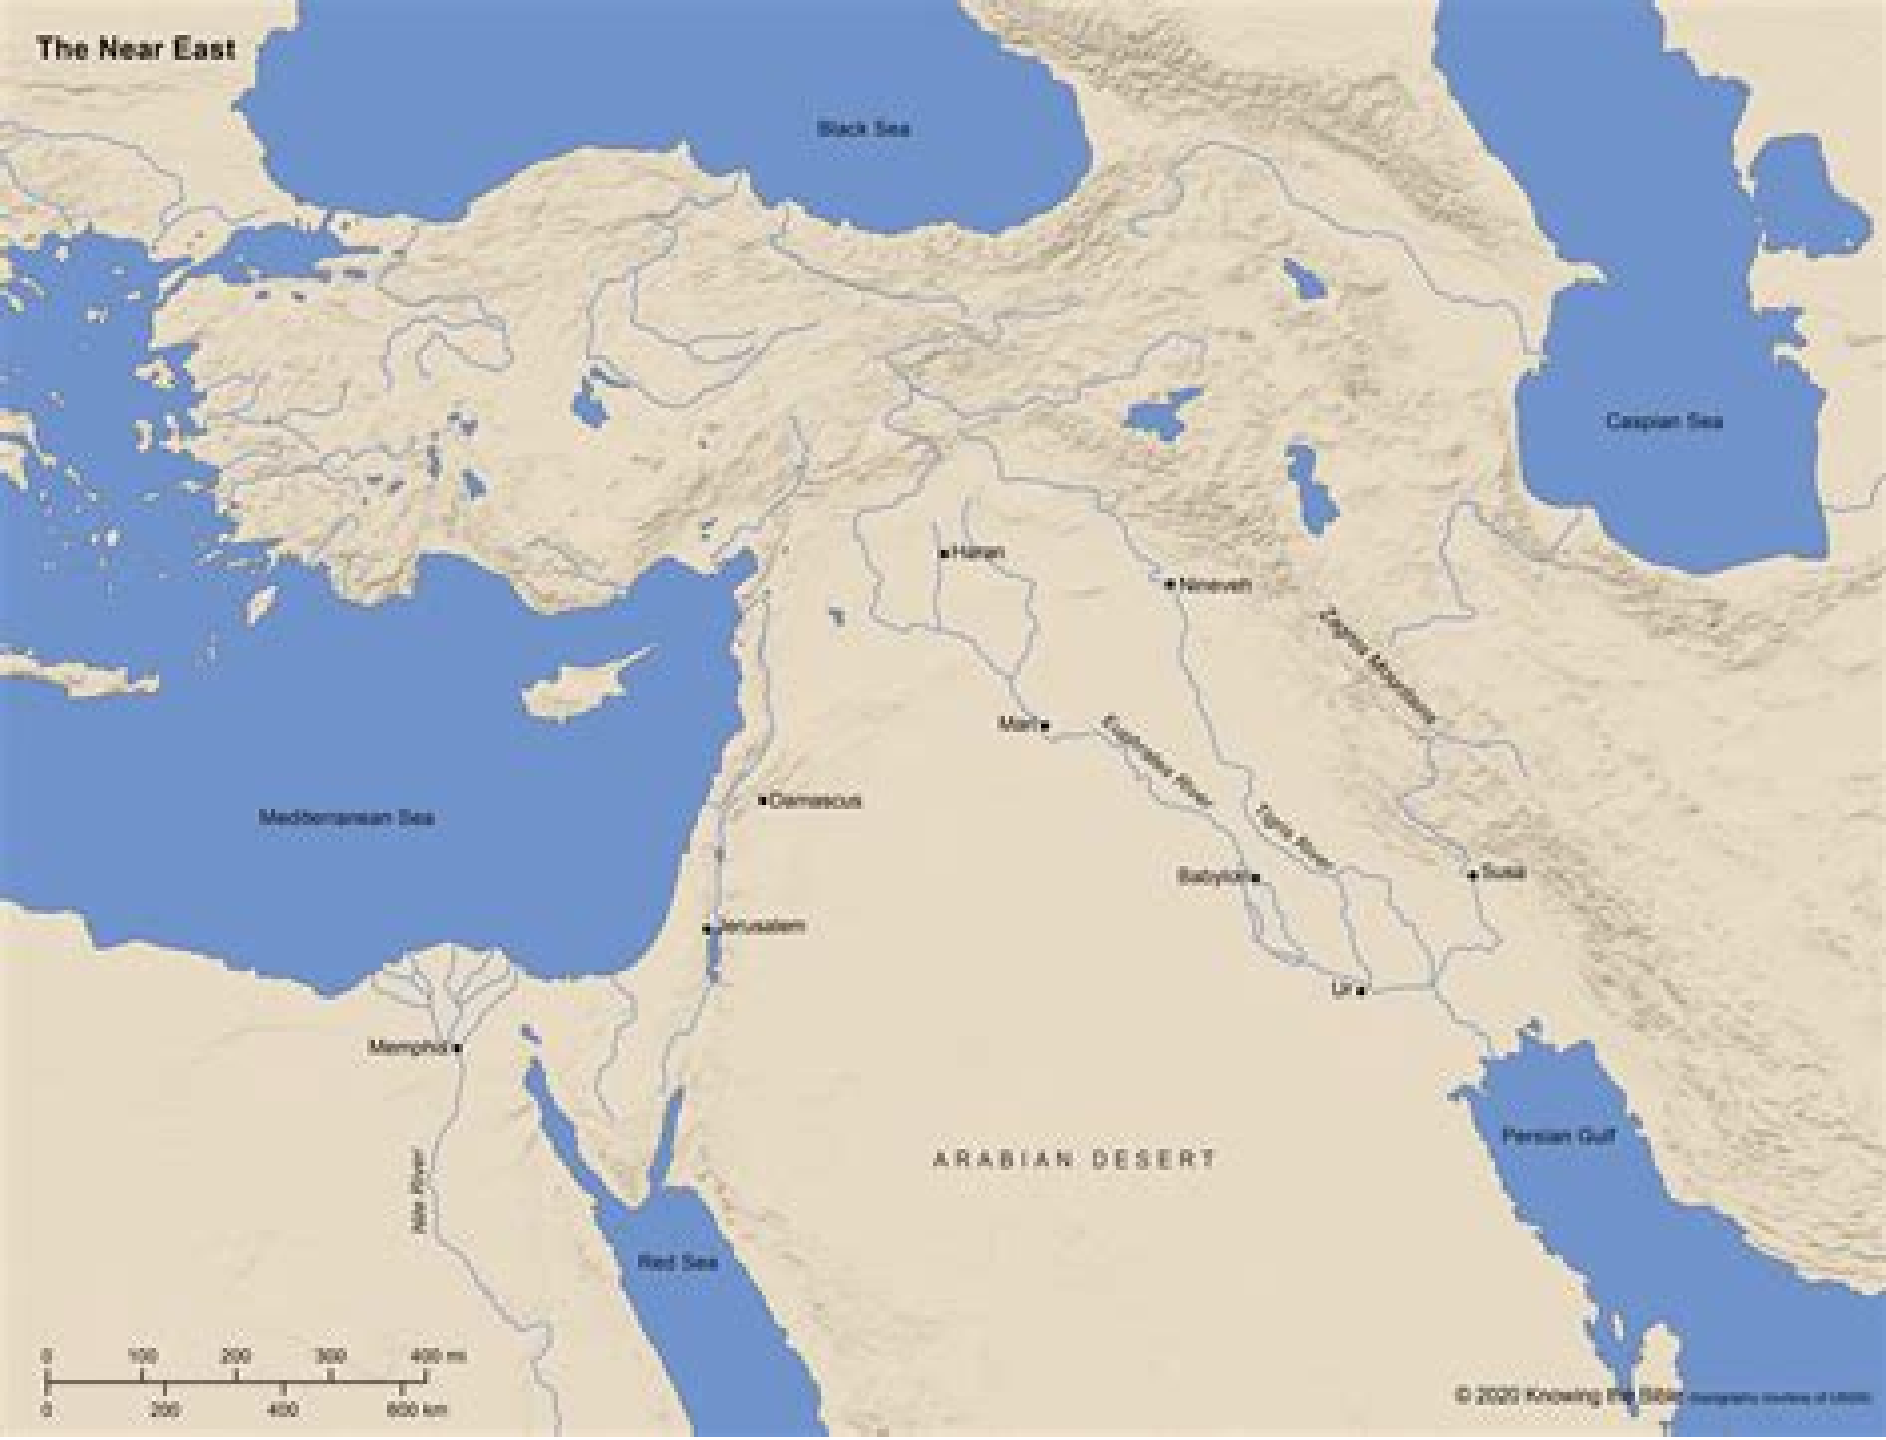 The Near East
Black Sea
Caspian Sea
Haran
Nineveh
Zagros Mountains
Mari
Euphrates River
Damascus
Mediterranean Sea
Tigris River
Babylon
Susa
Jerusalem
Ur
Memphis
Persian Gulf
ARABIAN DESERT
Nile River
Red Sea
0 100 200 300 400 mi
0 200 400 600 km
© 2020 Knowing the Bible